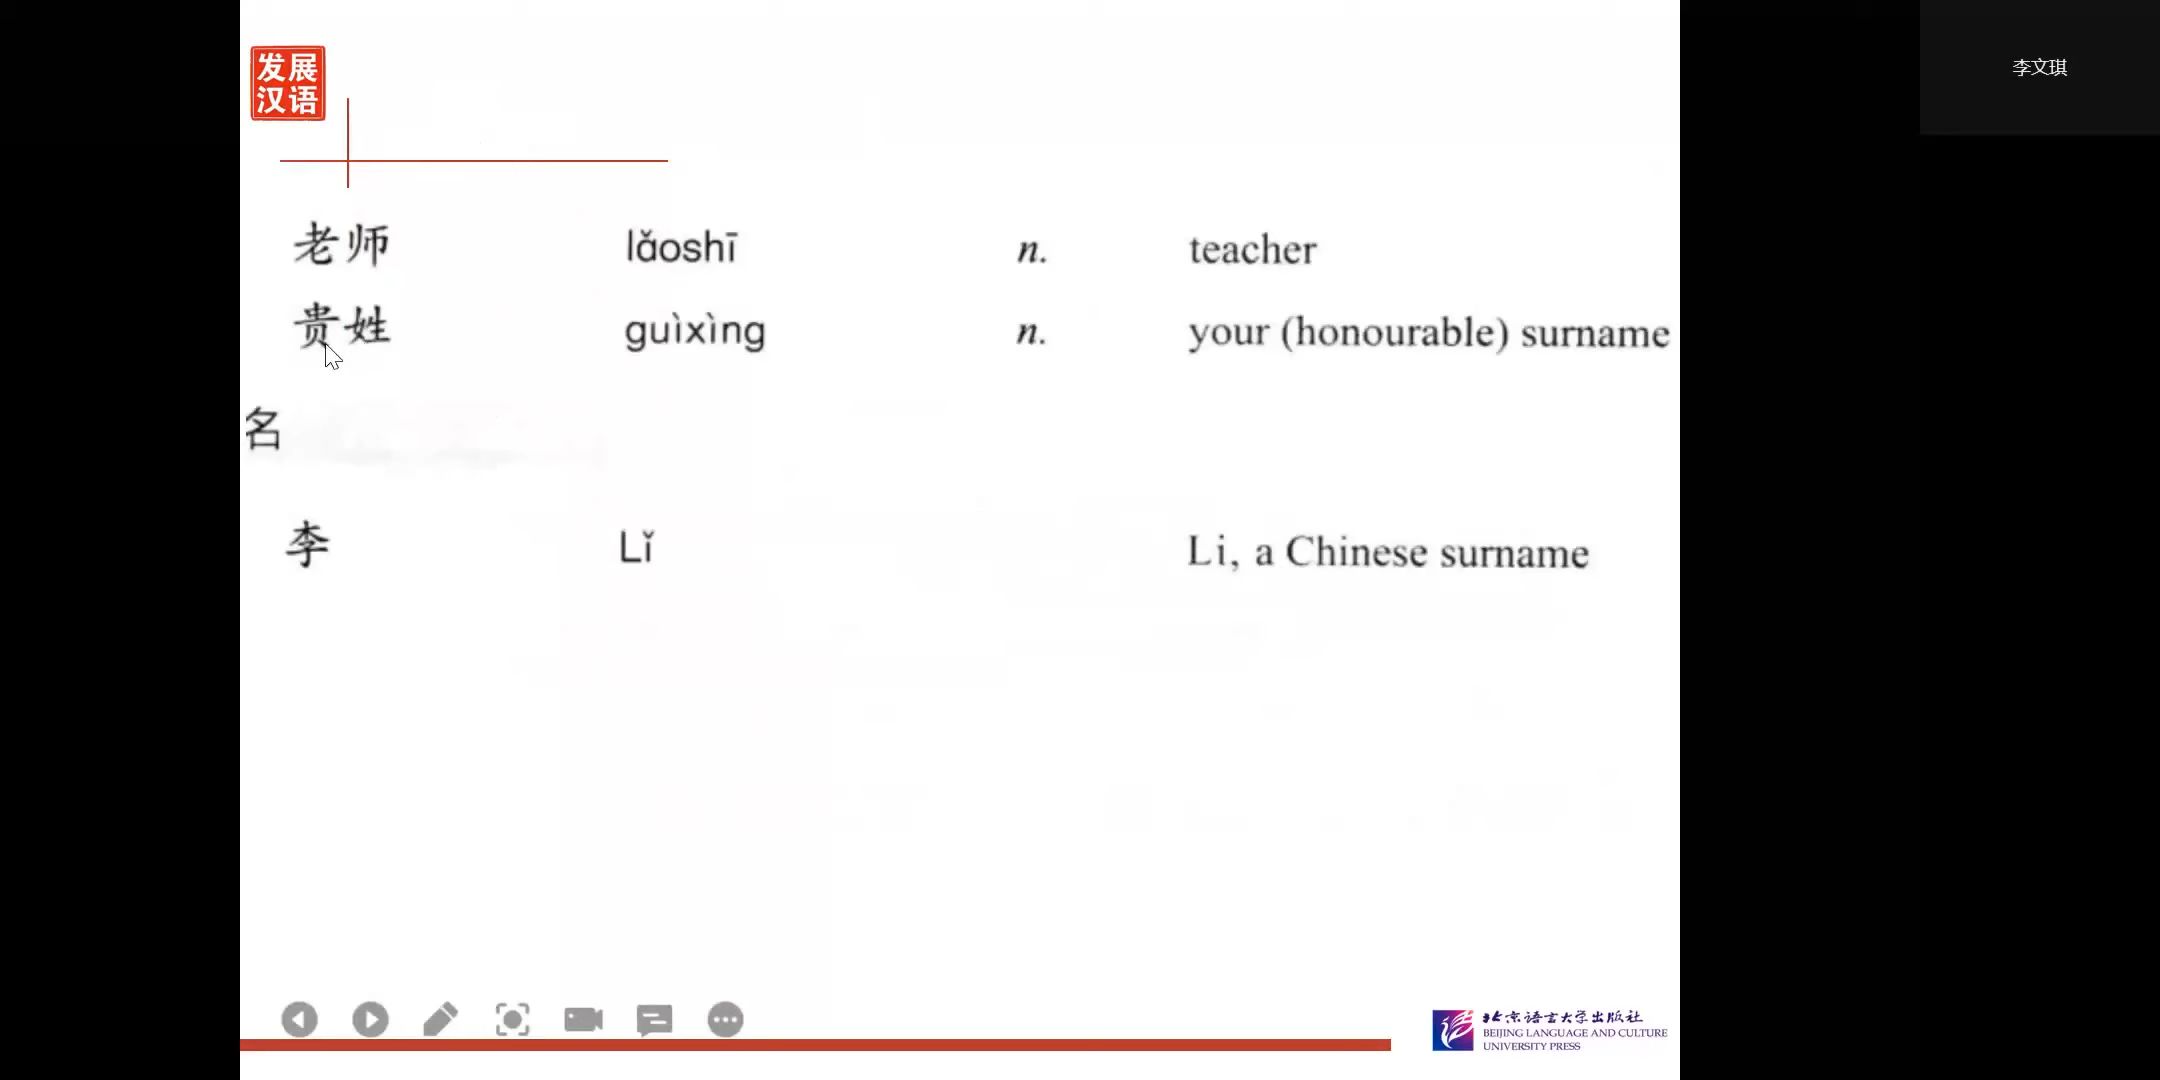 李文琪
发展
汉语
老师 lǎoshī n. teacher
贵姓 guìxìng n. your (honourable) surname
名
李 Lǐ Li, a Chinese surname
北京语言大学出版社
BEIJING LANGUAGE AND CULTURE
UNIVERSITY PRESS